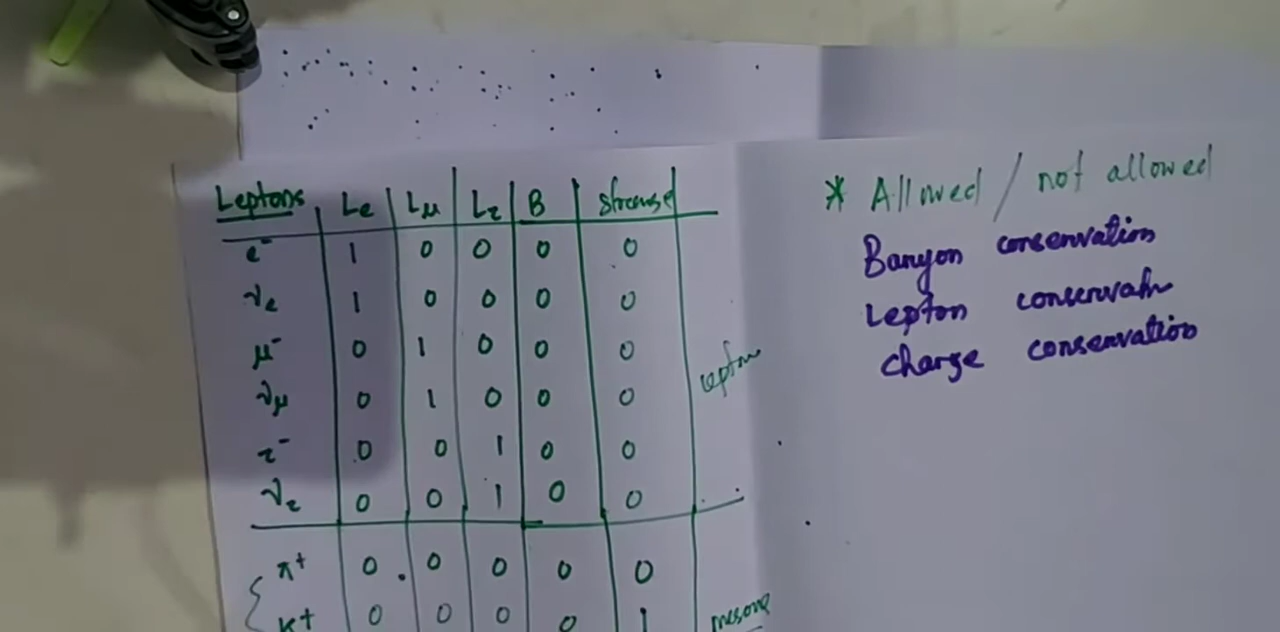 Leptons Le Lμ Lτ B strange
e⁻ 1 0 0 0 0
νe 1 0 0 0 0
μ⁻ 0 1 0 0 0
νμ 0 1 0 0 0
τ⁻ 0 0 1 0 0
ντ 0 0 1 0 0
lepton
π+ 0 0 0 0 0
K+ 0 0 0 0 1
mesons
* Allowed / not allowed
Baryon conservation
Lepton conservatn
charge conservation